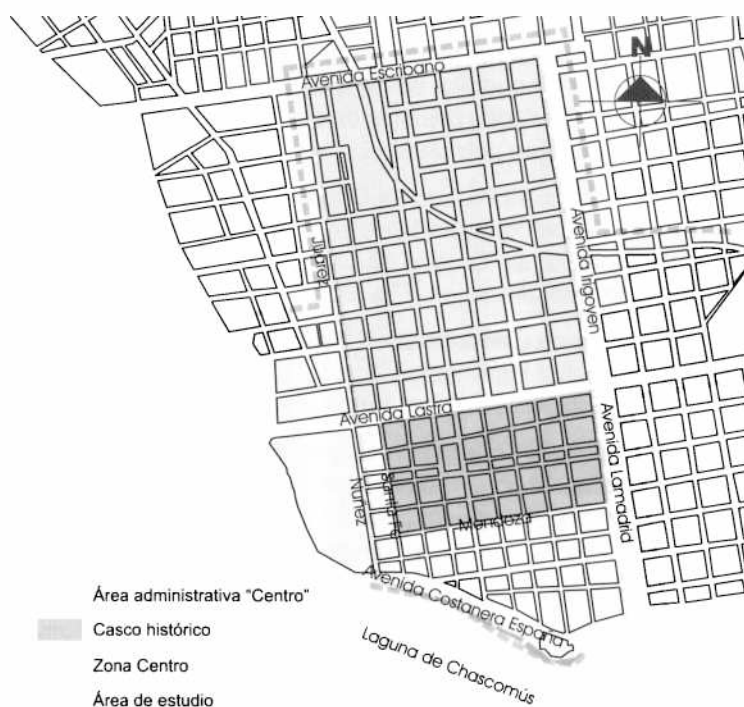 N
Avenida Escribano
Juárez
Avenida Irigoyen
Avenida Lastra
Avenida Lamadrid
Nuñez
Santa Fe
Mendoza
Avenida Costanera España
Laguna de Chascomús
Área administrativa "Centro"
Casco histórico
Zona Centro
Área de estudio